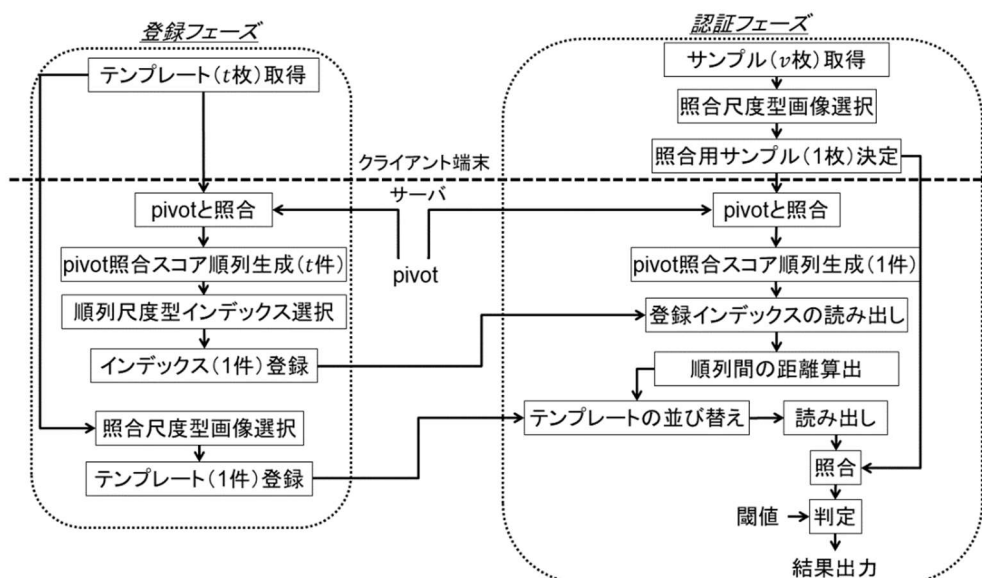 登録フェーズ
テンプレート(t枚)取得
クライアント端末
サーバ
pivotと照合
pivot
pivot照合スコア順列生成(t件)
順列尺度型インデックス選択
インデックス(1件)登録
照合尺度型画像選択
テンプレート(1件)登録
認証フェーズ
サンプル(v枚)取得
照合尺度型画像選択
照合用サンプル(1枚)決定
pivotと照合
pivot照合スコア順列生成(1件)
登録インデックスの読み出し
順列間の距離算出
テンプレートの並び替え
読み出し
照合
閾値
判定
結果出力